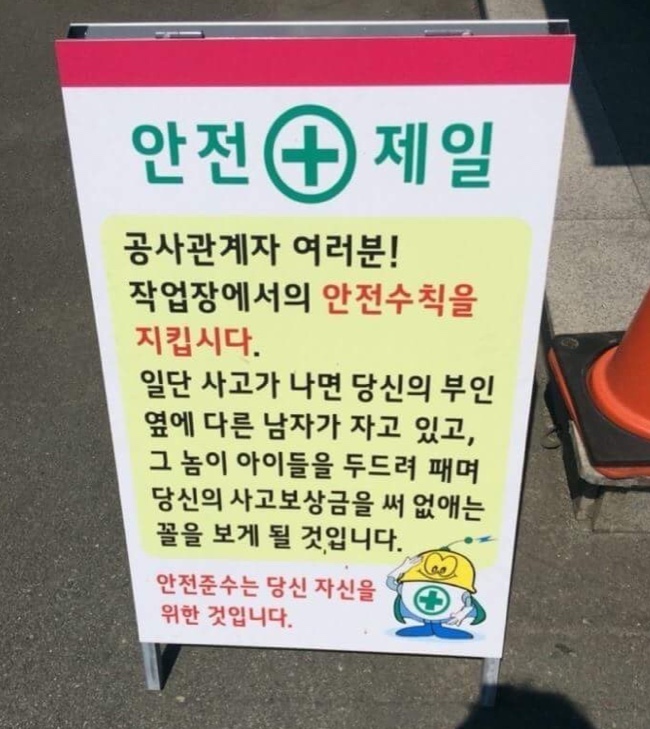 안전 제일
공사관계자 여러분!
작업장에서의 안전수칙을
지킵시다.
일단 사고가 나면 당신의 부인
옆에 다른 남자가 자고 있고,
그 놈이 아이들을 두드려 패며
당신의 사고보상금을 써 없애는
꼴을 보게 될 것입니다.
안전준수는 당신 자신을
위한 것입니다.